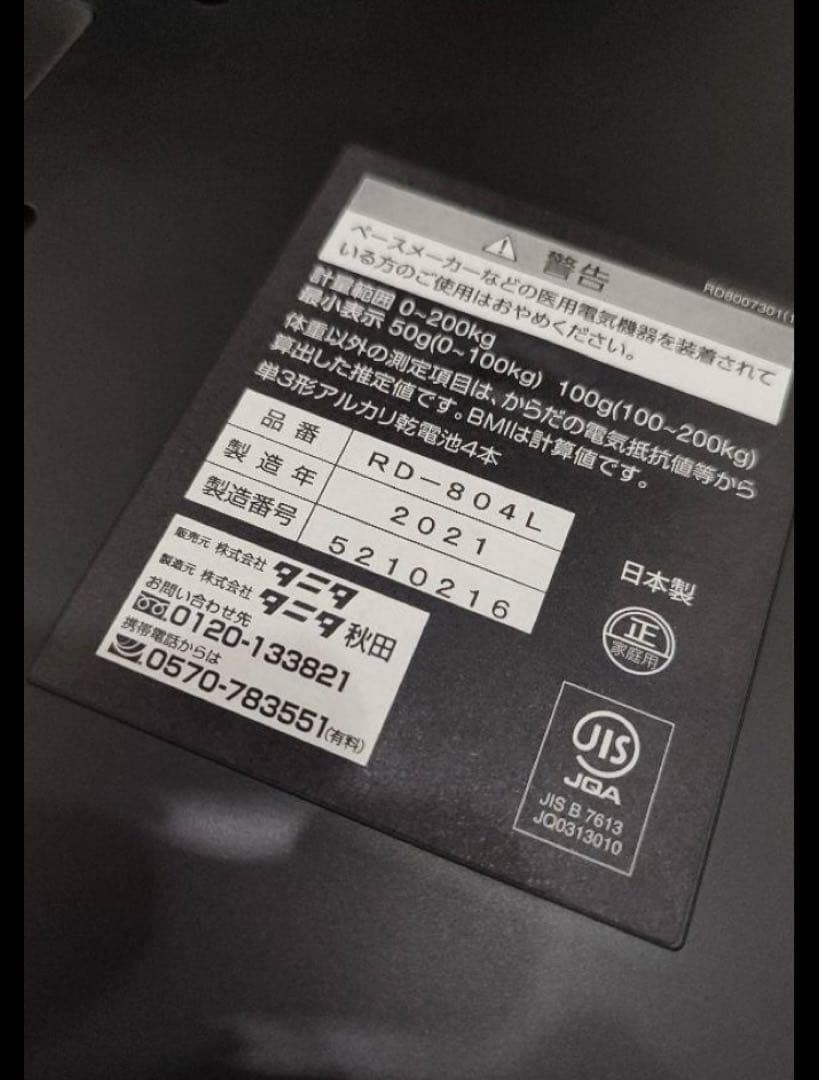 警告
ペースメーカーなどの医用電気機器を装着されて
いる方のご使用はおやめください。
計量範囲 0~200kg
最小表示 50g(0~100kg) 100g(100~200kg)
体重以外の測定項目は、からだの電気抵抗値等から
算出した推定値です。BMIは計算値です。
単3形アルカリ乾電池4本
品番 RD-804L
製造年 2021
製造番号 5210216
販売元 株式会社 タニタ
製造元 株式会社 タニタ秋田
お問い合わせ先
0120-133821
携帯電話からは
0570-783551(有料)
日本製
正
家庭用
JIS
JQA
JIS B 7613
JQ0313010